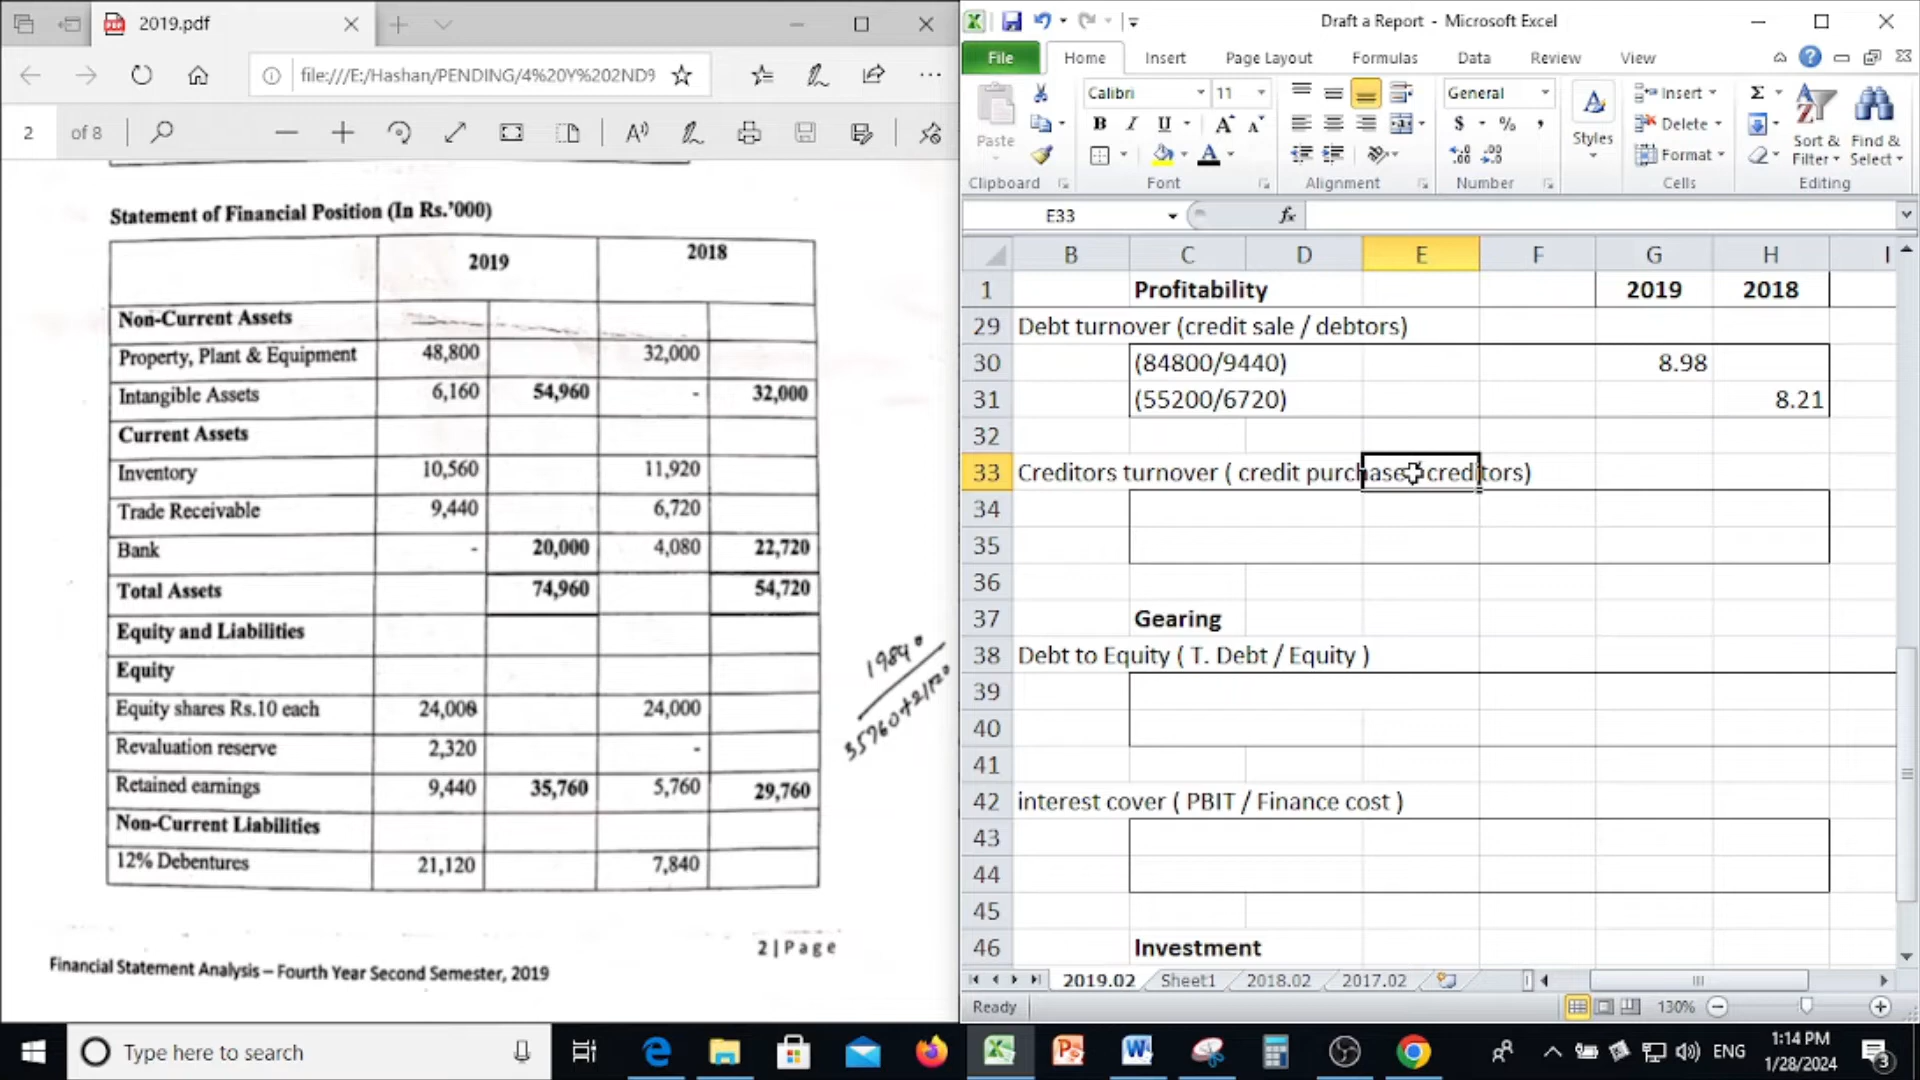 2019.pdf
file:///E:/Hashan/PENDING/4%20Y%202ND9
2 of 8
Statement of Financial Position (In Rs.'000)
2019 2018
Non-Current Assets
Property, Plant & Equipment 48,800 32,000
Intangible Assets 6,160 54,960 - 32,000
Current Assets
Inventory 10,560 11,920
Trade Receivable 9,440 6,720
Bank - 20,000 4,080 22,720
Total Assets 74,960 54,720
Equity and Liabilities
Equity
Equity shares Rs.10 each 24,000 24,000
Revaluation reserve 2,320 -
Retained earnings 9,440 35,760 5,760 29,760
Non-Current Liabilities
12% Debentures 21,120 7,840
19840
35760+21120
2 | Page
Financial Statement Analysis – Fourth Year Second Semester, 2019
Draft a Report - Microsoft Excel
File Home Insert Page Layout Formulas Data Review View
Calibri 11 General
Paste
B I U
Styles
Insert
Delete
Format
Sort & Filter
Find & Select
Clipboard Font Alignment Number Cells Editing
E33 fx
B C D E F G H I
1 Profitability 2019 2018
29 Debt turnover (credit sale / debtors)
30 (84800/9440) 8.98
31 (55200/6720) 8.21
32
33 Creditors turnover ( credit purchase / creditors)
34
35
36
37 Gearing
38 Debt to Equity ( T. Debt / Equity )
39
40
41
42 interest cover ( PBIT / Finance cost )
43
44
45
46 Investment
2019.02 Sheet1 2018.02 2017.02
Ready 130%
Type here to search
ENG
1:14 PM
1/28/2024
3